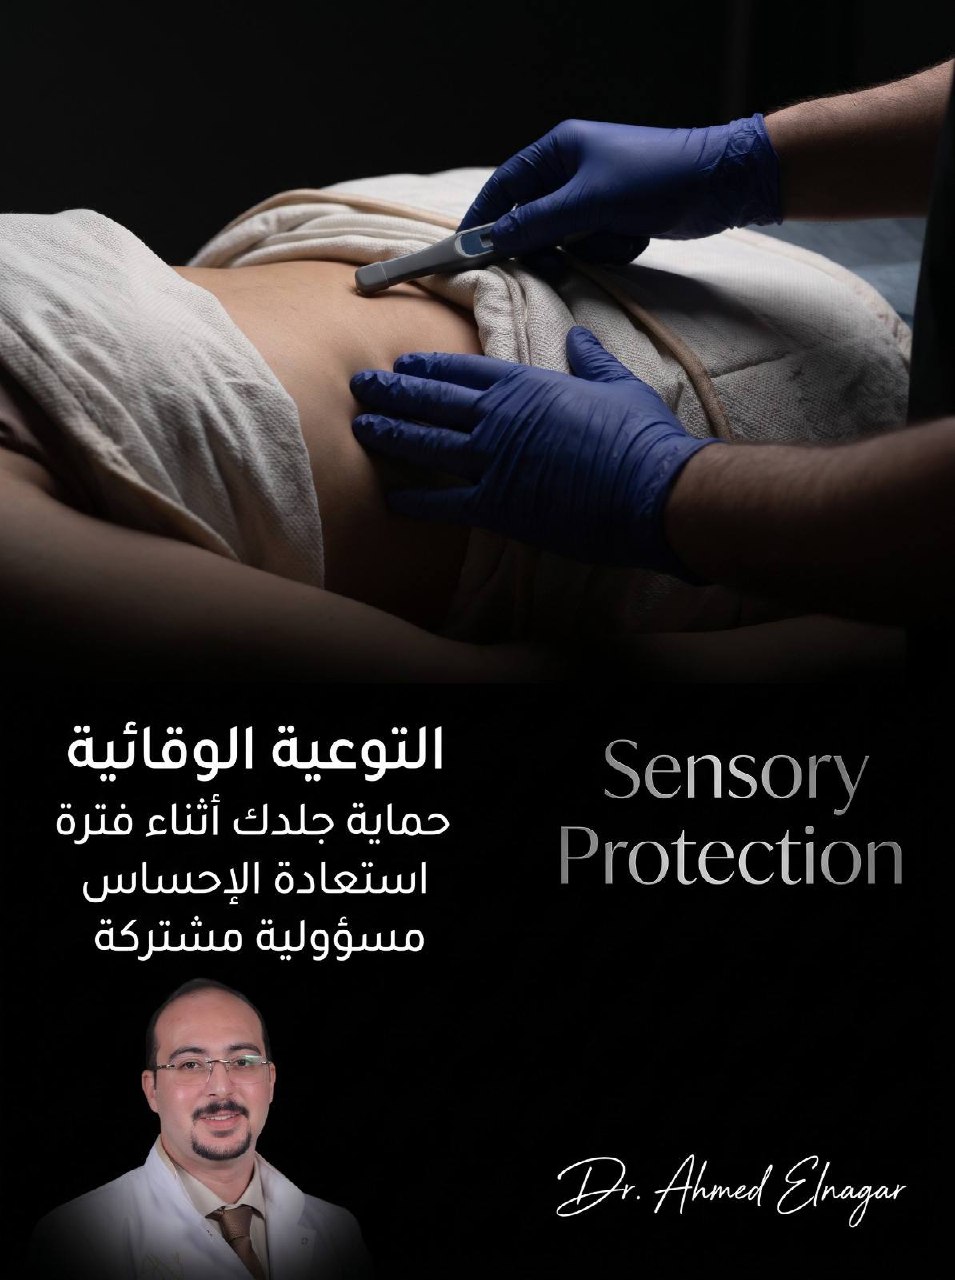 التوعية الوقائية
حماية جلدك أثناء فترة
استعادة الإحساس
مسؤولية مشتركة
Sensory
Protection
Dr. Ahmed Elnagar